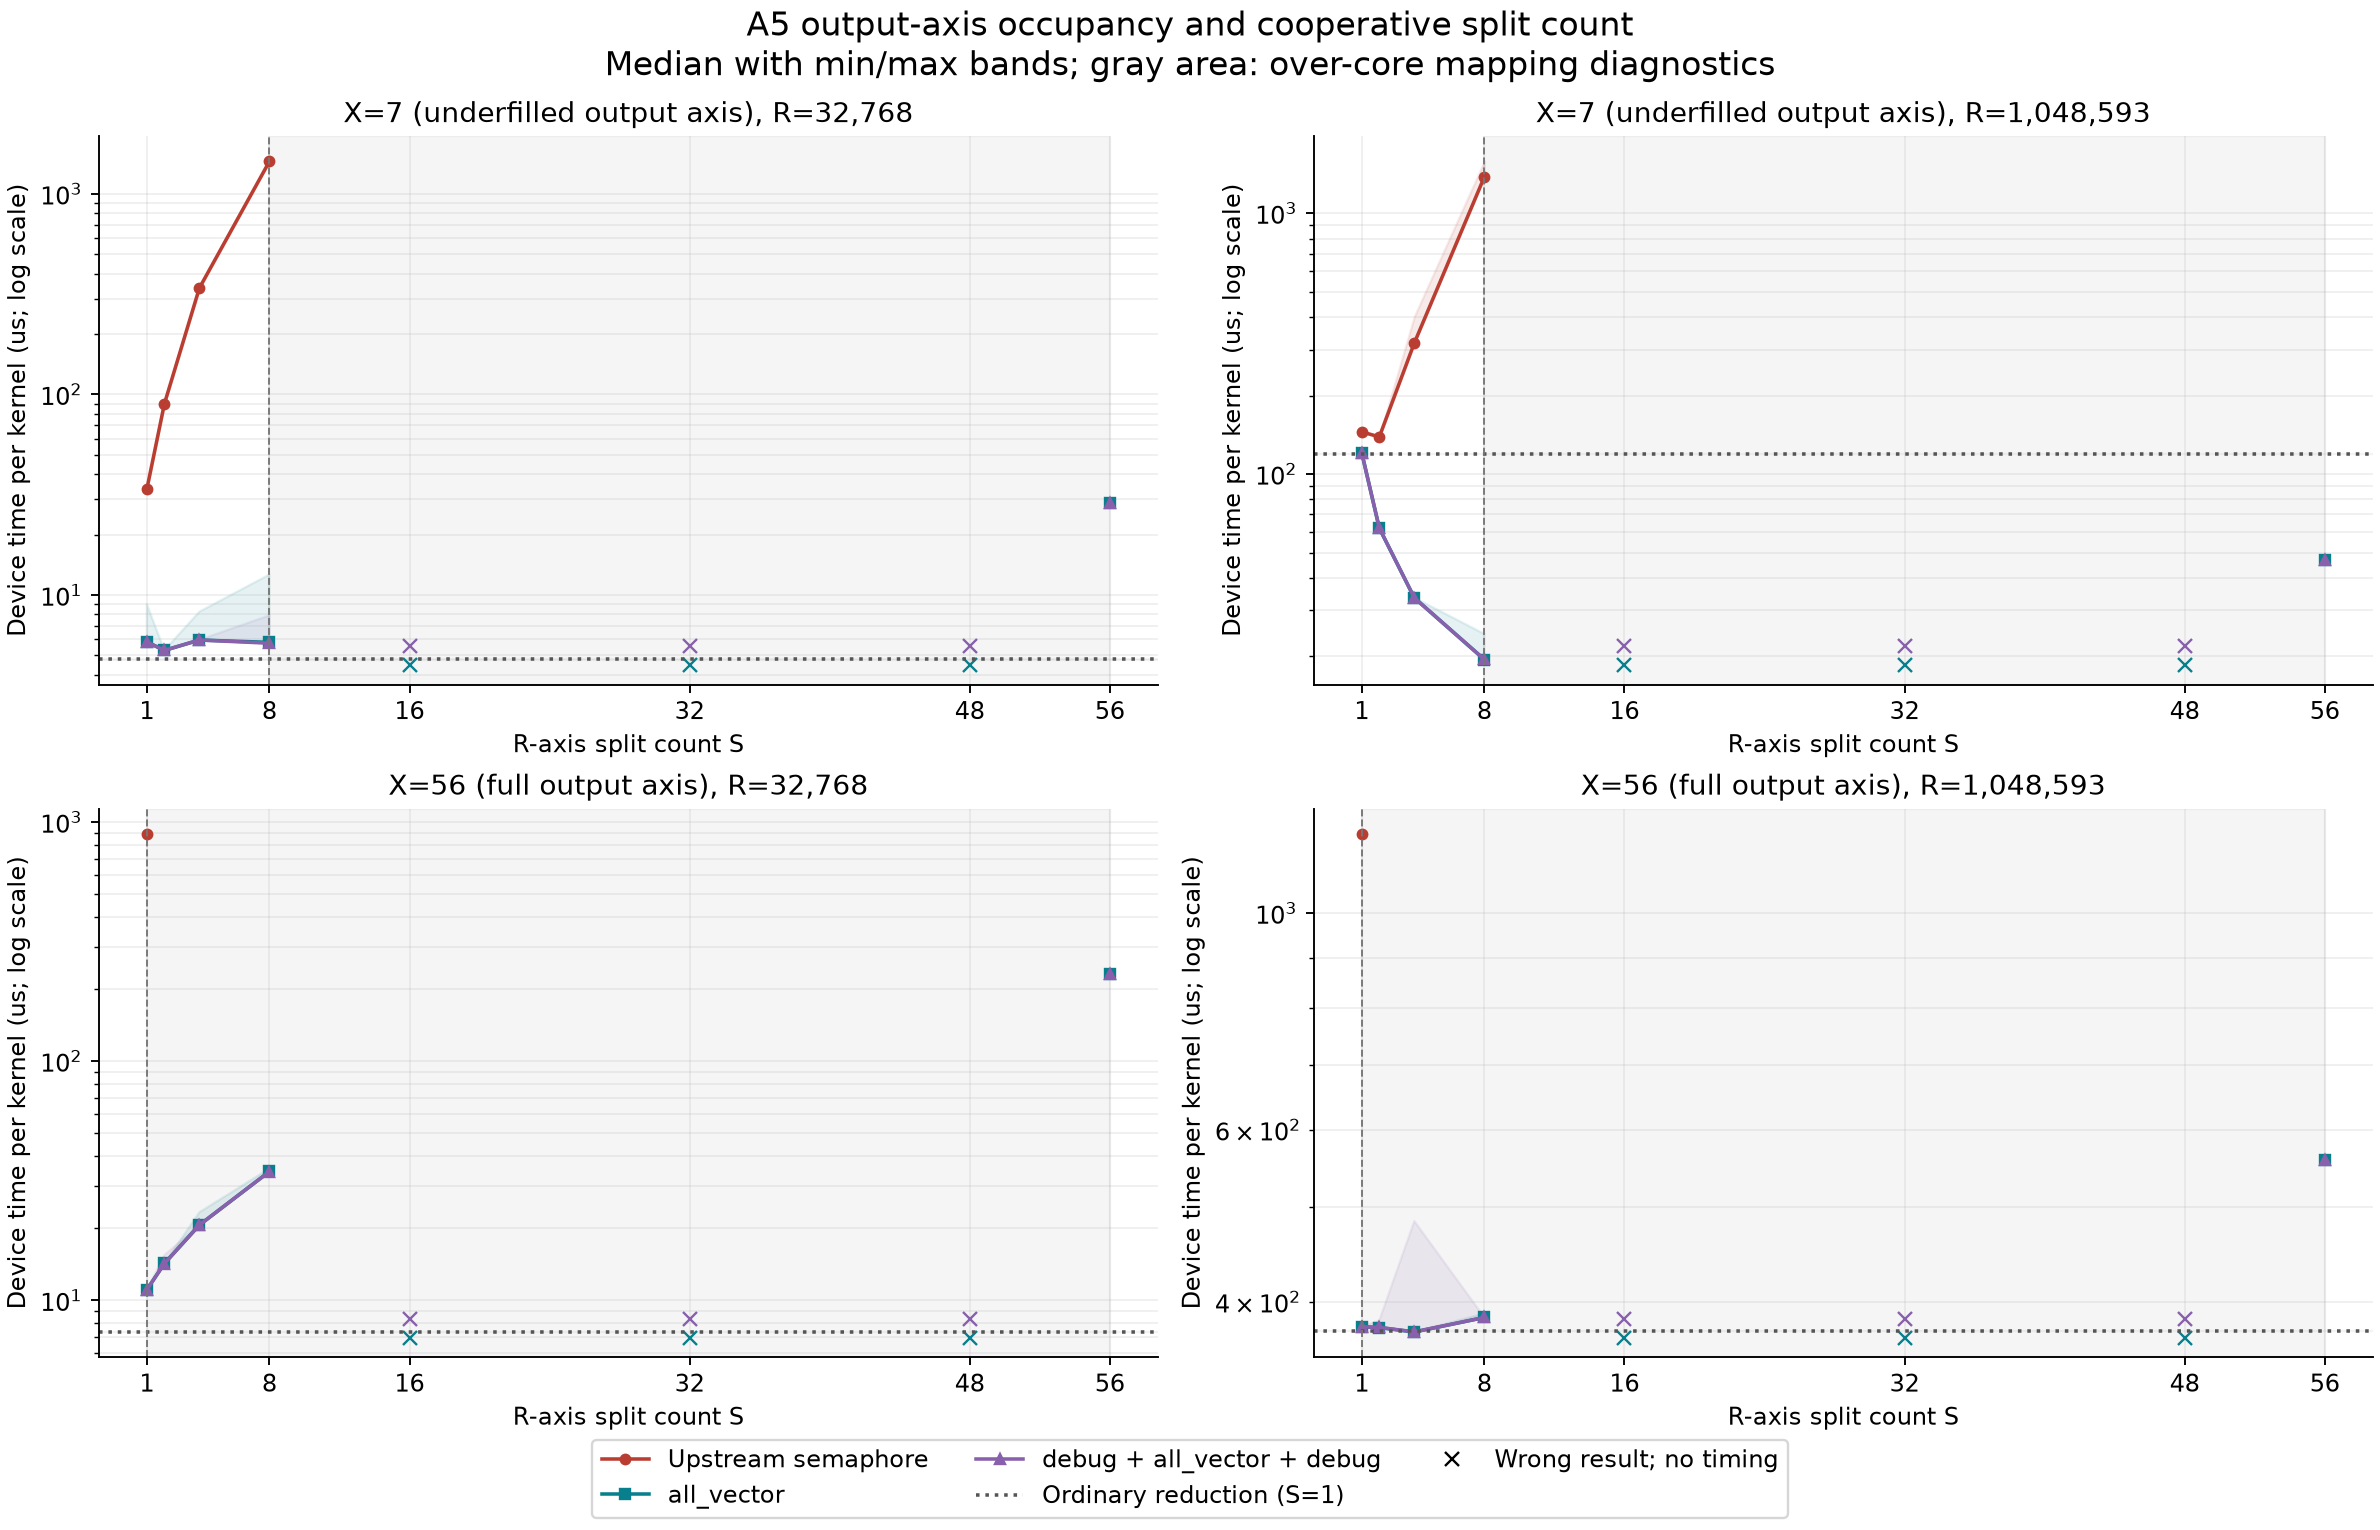 A5 output-axis occupancy and cooperative split count
Median with min/max bands; gray area: over-core mapping diagnostics
X=7 (underfilled output axis), R=32,768
Device time per kernel (us; log scale)
10³
10²
10¹
1 8 16 32 48 56
R-axis split count S
X=7 (underfilled output axis), R=1,048,593
Device time per kernel (us; log scale)
10³
10²
1 8 16 32 48 56
R-axis split count S
X=56 (full output axis), R=32,768
Device time per kernel (us; log scale)
10³
10²
10¹
1 8 16 32 48 56
R-axis split count S
X=56 (full output axis), R=1,048,593
Device time per kernel (us; log scale)
10³
6 × 10²
4 × 10²
1 8 16 32 48 56
R-axis split count S
Upstream semaphore
all_vector
debug + all_vector + debug
Ordinary reduction (S=1)
Wrong result; no timing